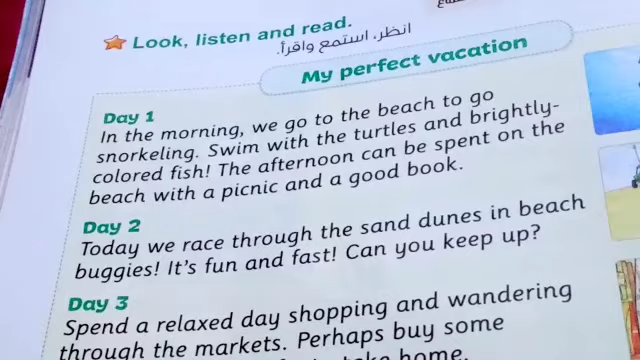 Look, listen and read.
انظر، استمع واقرأ.
My perfect vacation
Day 1
In the morning, we go to the beach to go
snorkeling. Swim with the turtles and brightly-
colored fish! The afternoon can be spent on the
beach with a picnic and a good book.
Day 2
Today we race through the sand dunes in beach
buggies! It's fun and fast! Can you keep up?
Day 3
Spend a relaxed day shopping and wandering
through the markets. Perhaps buy some
take home.